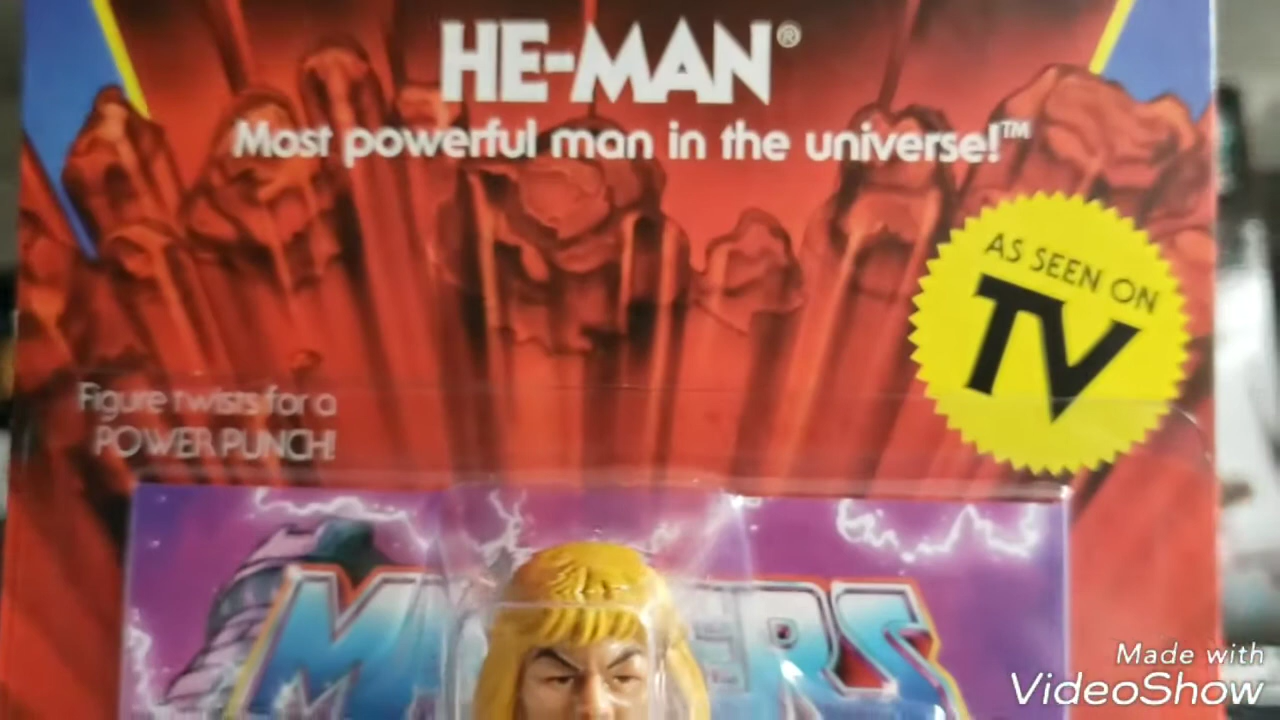 HE-MAN®
Most powerful man in the universe!™
AS SEEN ON
TV
Figure twists for a
POWER PUNCH!
Made with
VideoShow